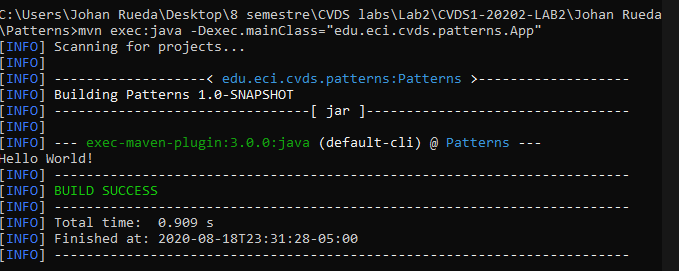 C:\Users\Johan Rueda\Desktop\8 semestre\CVDS labs\Lab2\CVDS1-20202-LAB2\Johan Rueda
\Patterns>mvn exec:java -Dexec.mainClass="edu.eci.cvds.patterns.App"
[INFO] Scanning for projects...
[INFO]
[INFO] -----------------< edu.eci.cvds.patterns:Patterns >-----------------
[INFO] Building Patterns 1.0-SNAPSHOT
[INFO] --------------------------------[ jar ]---------------------------------
[INFO]
[INFO] --- exec-maven-plugin:3.0.0:java (default-cli) @ Patterns ---
Hello World!
[INFO] ------------------------------------------------------------------------
[INFO] BUILD SUCCESS
[INFO] ------------------------------------------------------------------------
[INFO] Total time:  0.909 s
[INFO] Finished at: 2020-08-18T23:31:28-05:00
[INFO] ------------------------------------------------------------------------